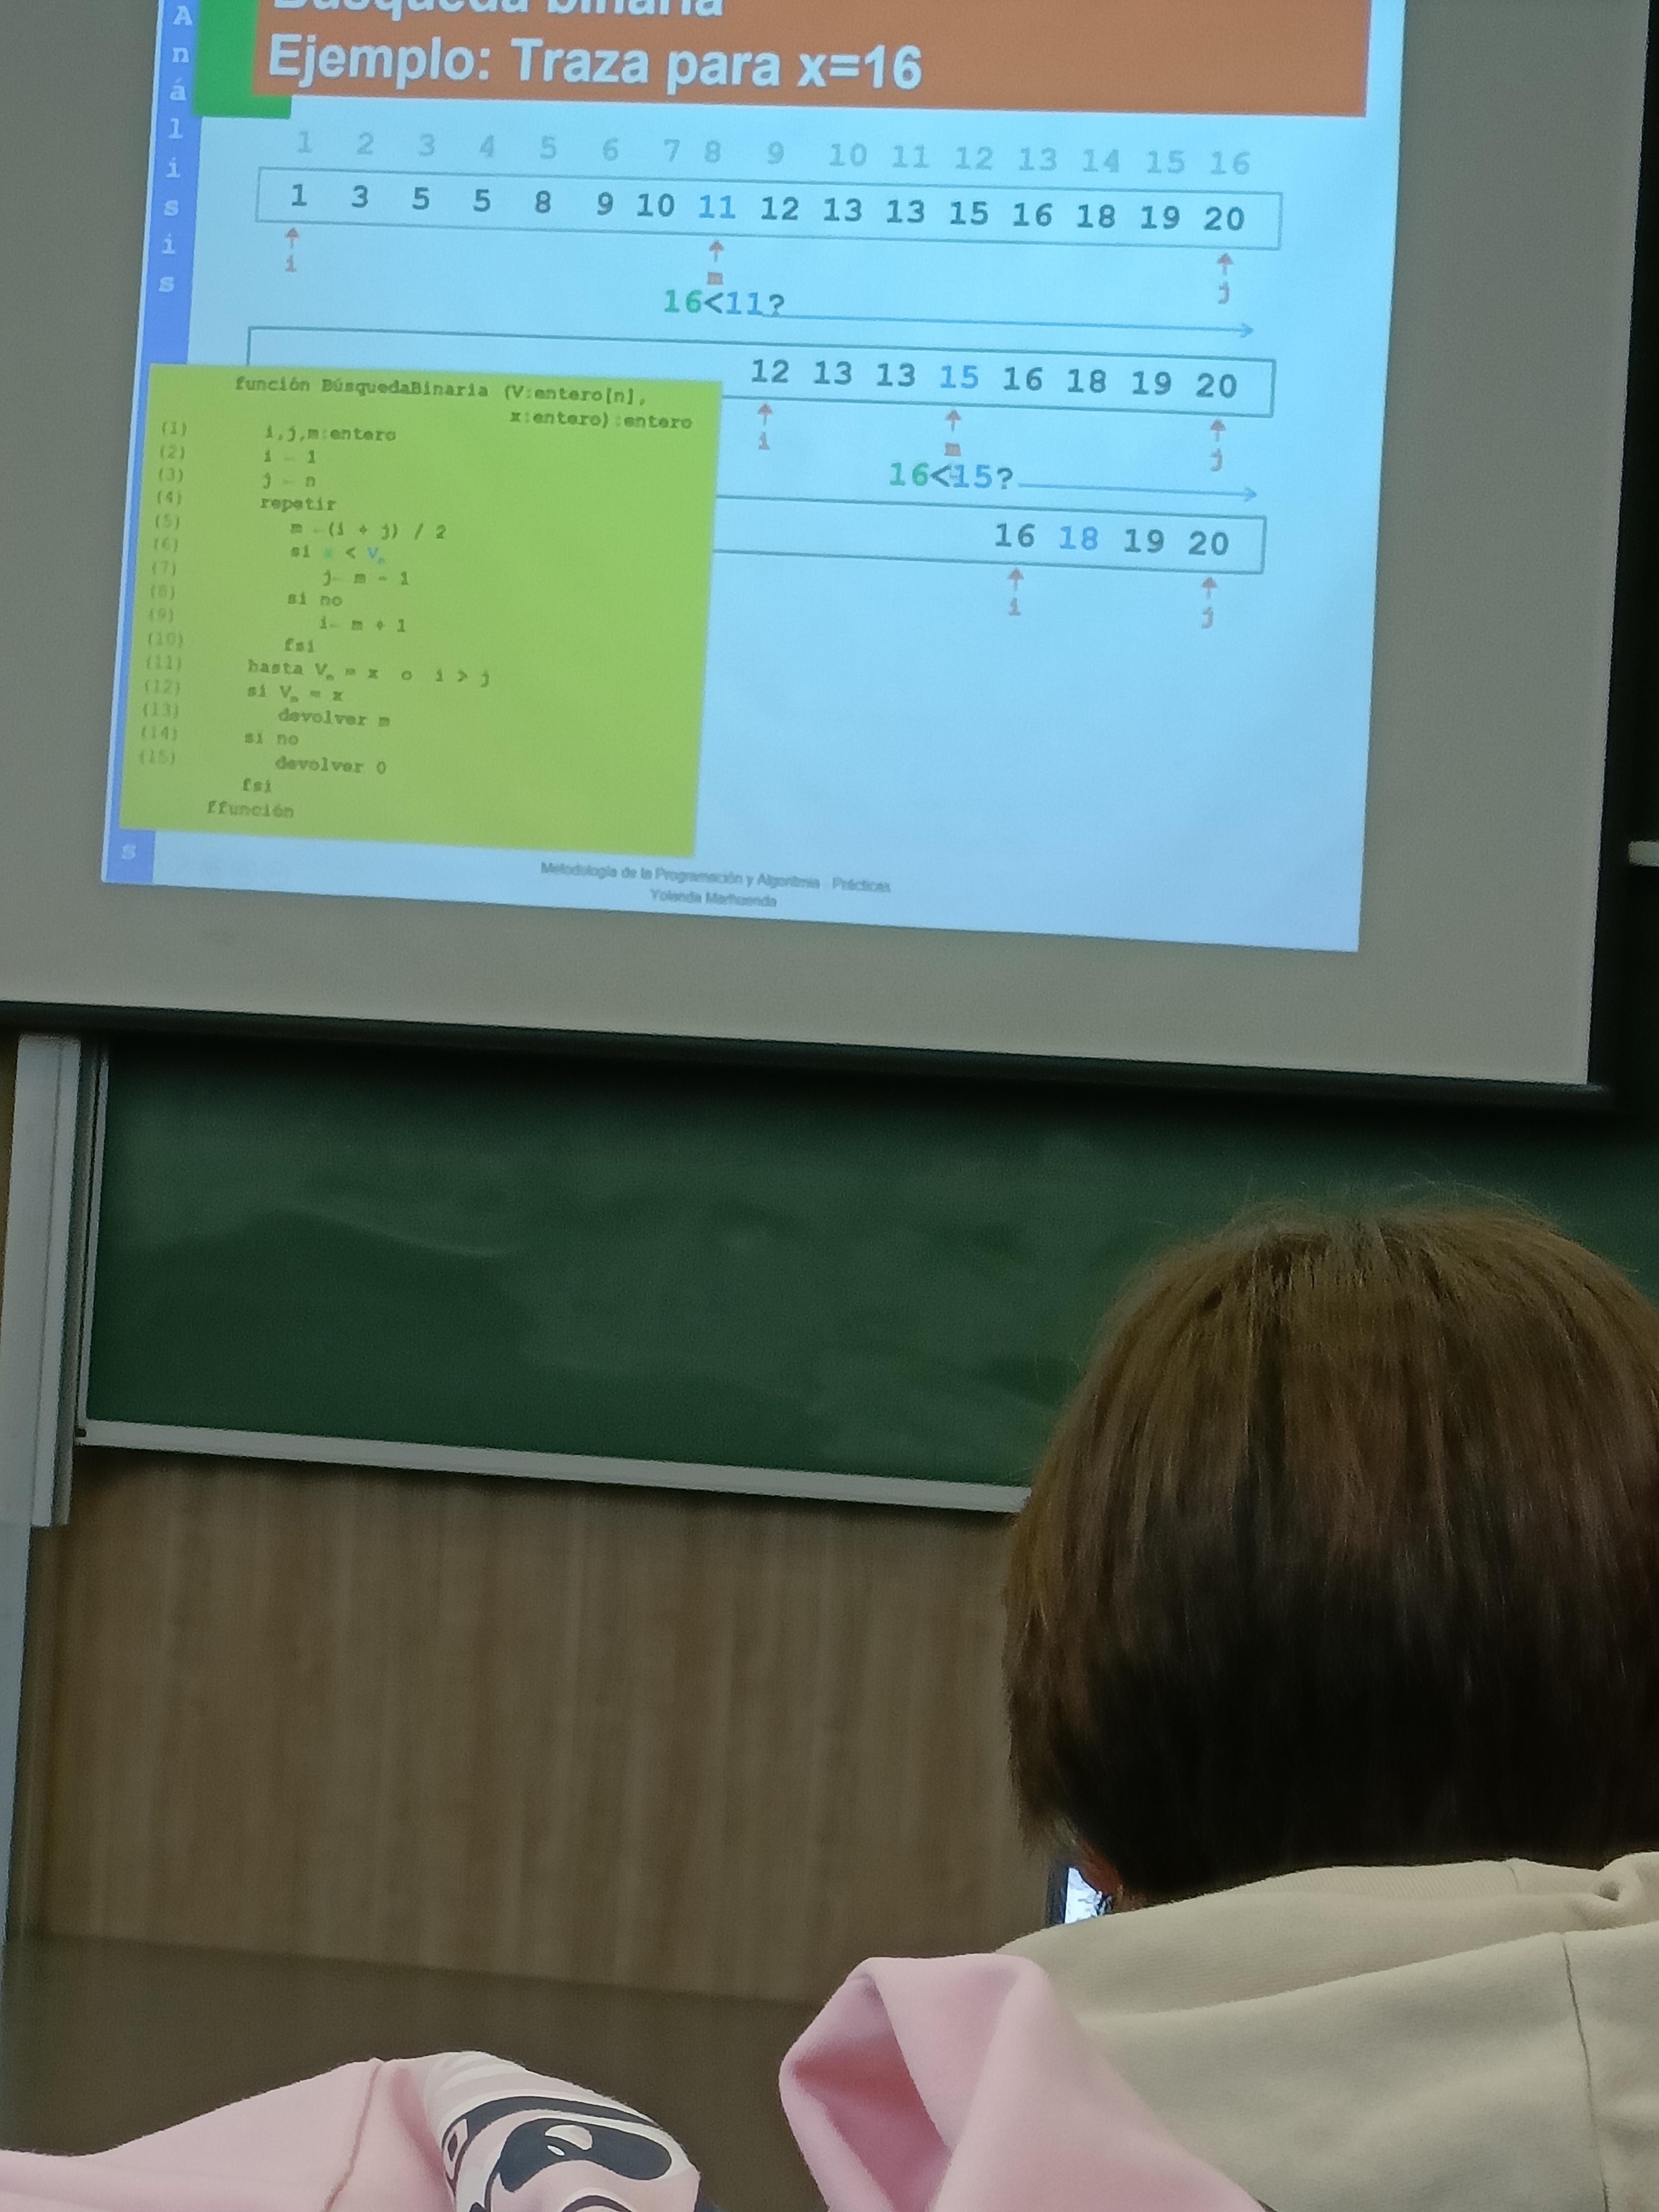 Búsqueda binaria
Ejemplo: Traza para x=16
Análisis
1 2 3 4 5 6 7 8 9 10 11 12 13 14 15 16
1 3 5 5 8 9 10 11 12 13 13 15 16 18 19 20
i m j
16<11?
12 13 13 15 16 18 19 20
i m j
16<15?
16 18 19 20
i j
función BúsquedaBinaria (V:entero[n],
x:entero):entero
(1) i,j,m:entero
(2) i ← 1
(3) j ← n
(4) repetir
(5) m ← (i + j) / 2
(6) si x < Vm
(7) j← m - 1
(8) si no
(9) i← m + 1
(10) fsi
(11) hasta Vm = x o i > j
(12) si Vm = x
(13) devolver m
(14) si no
(15) devolver 0
fsi
ffunción
s
Metodología de la Programación y Algoritmia - Prácticas
Yolanda Marhuenda